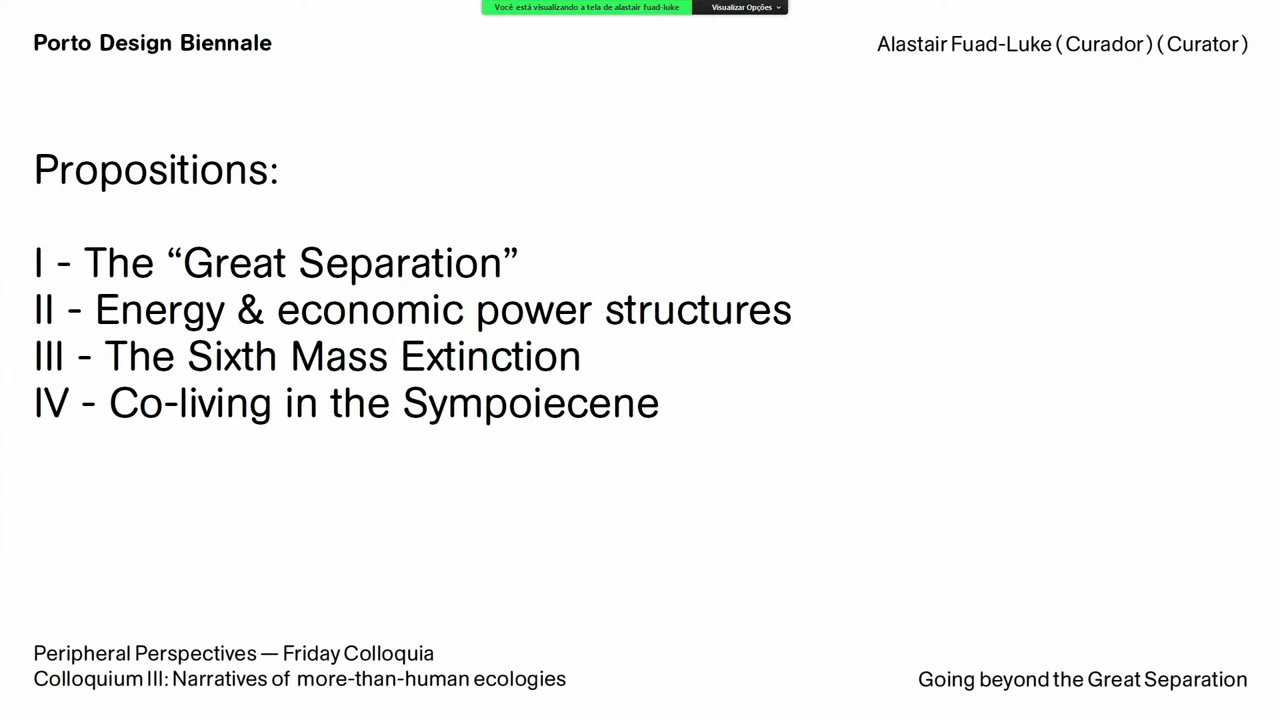 Você está visualizando a tela de alastair fuad-luke Visualizar Opções
Porto Design Biennale
Alastair Fuad-Luke (Curador) (Curator)
Propositions:
I - The “Great Separation”
II - Energy & economic power structures
III - The Sixth Mass Extinction
IV - Co-living in the Sympoiecene
Peripheral Perspectives — Friday Colloquia
Colloquium III: Narratives of more-than-human ecologies
Going beyond the Great Separation